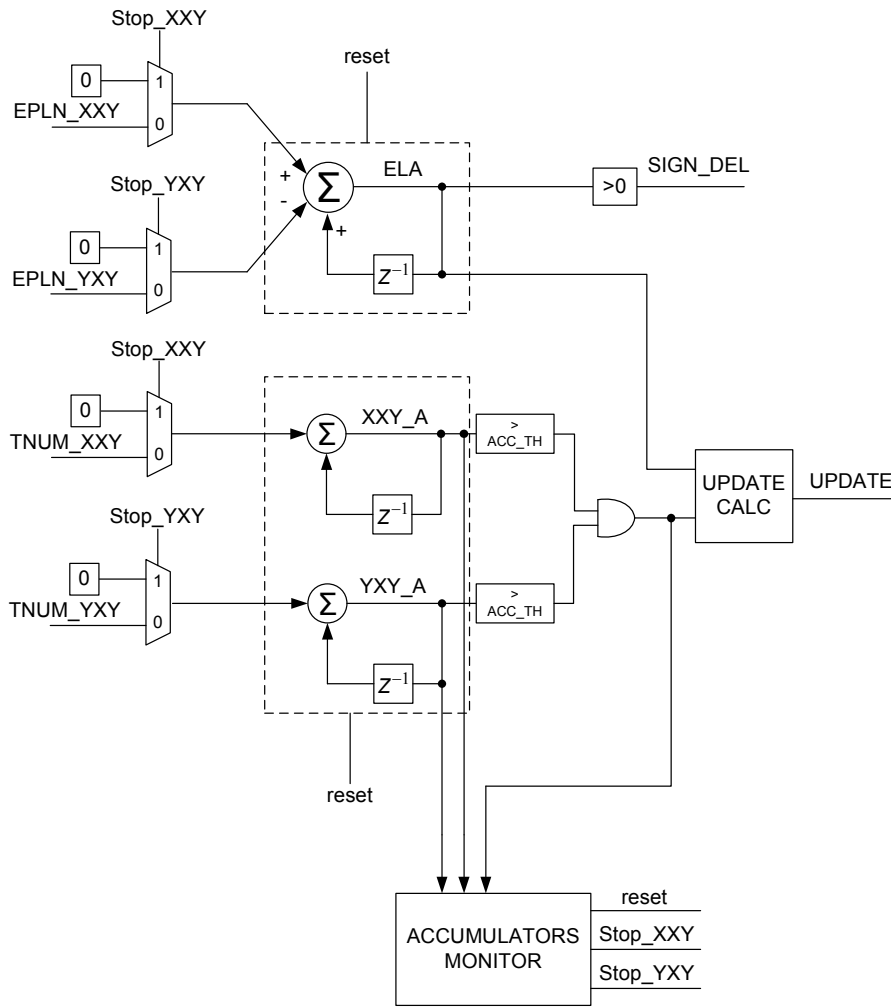 Stop_XXY
0
1
EPLN_XXY
0
reset
+
-
Σ
+
ELA
>0
SIGN_DEL
Stop_YXY
0
1
EPLN_YXY
0
Z⁻¹
Stop_XXY
0
1
TNUM_XXY
0
Σ
XXY_A
>
ACC_TH
Z⁻¹
UPDATE
CALC
UPDATE
Stop_YXY
0
1
TNUM_YXY
0
Σ
YXY_A
>
ACC_TH
Z⁻¹
reset
ACCUMULATORS
MONITOR
reset
Stop_XXY
Stop_YXY